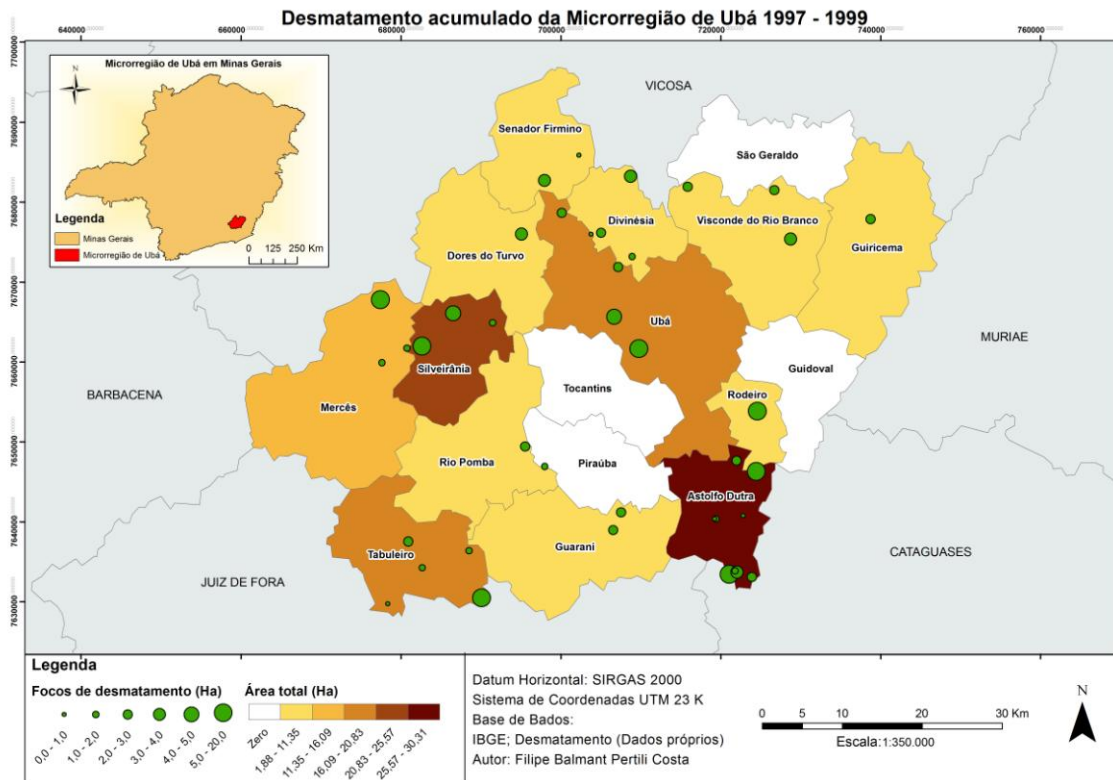 Desmatamento acumulado da Microrregião de Ubá 1997 - 1999
640000
660000
680000
700000
720000
740000
760000
7700000
7690000
7680000
7670000
7660000
7650000
7640000
7630000
Microrregião de Ubá em Minas Gerais
N
Legenda
Minas Gerais
Microrregião de Ubá
0 125 250 Km
VICOSA
Senador Firmino
São Geraldo
Divinésia
Visconde do Rio Branco
Guiricema
Dores do Turvo
Ubá
MURIAE
Silveirânia
Guidoval
Tocantins
Rodeiro
BARBACENA
Mercês
Rio Pomba
Piraúba
Astolfo Dutra
Guarani
Tabuleiro
CATAGUASES
JUIZ DE FORA
Legenda
Focos de desmatamento (Ha)
0,0 - 1,0
1,0 - 2,0
2,0 - 3,0
3,0 - 4,0
4,0 - 5,0
5,0 - 20,0
Área total (Ha)
Zero
1,88 - 11,35
11,35 - 16,09
16,09 - 20,83
20,83 - 25,57
25,57 - 30,31
Datum Horizontal: SIRGAS 2000
Sistema de Coordenadas UTM 23 K
Base de Bados:
IBGE; Desmatamento (Dados próprios)
Autor: Filipe Balmant Pertili Costa
0 5 10 20 30 Km
Escala:1:350.000
N